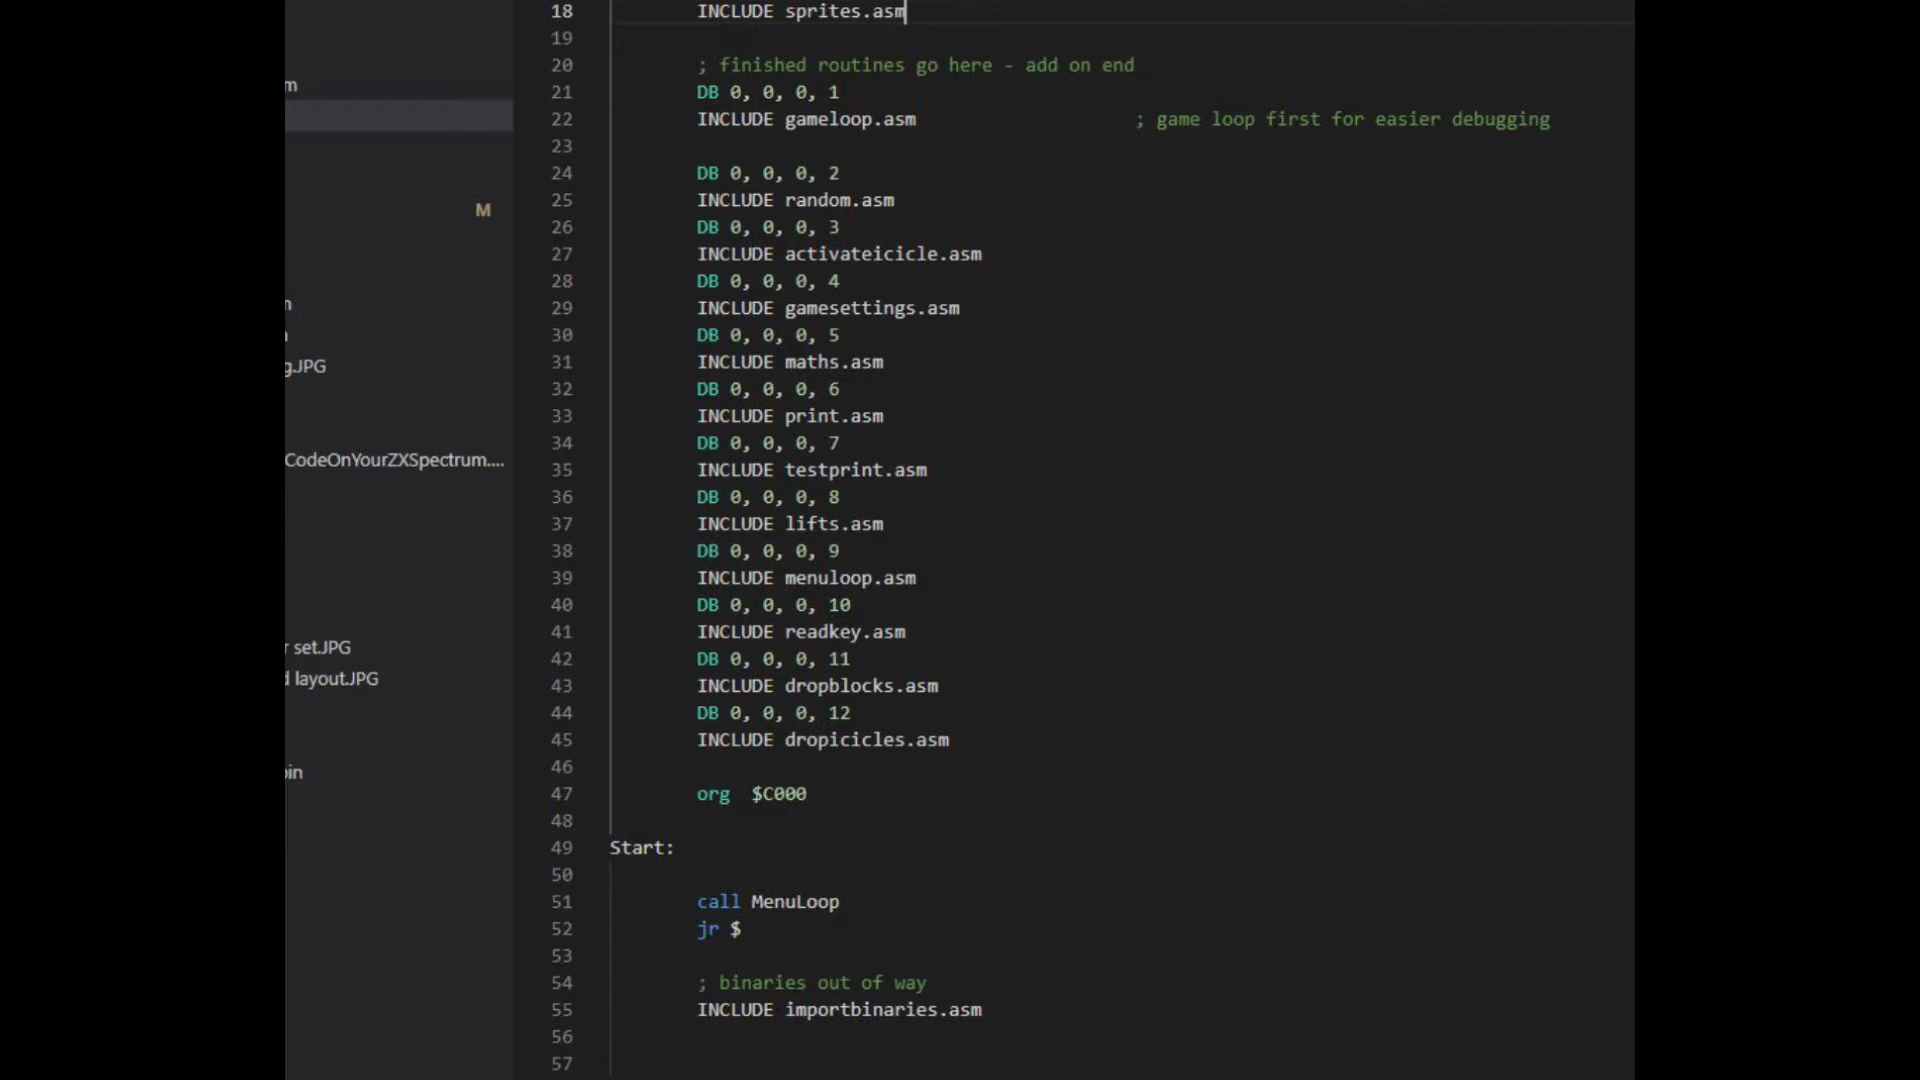 m
M
n
g.JPG
CodeOnYourZXSpectrum....
r set.JPG
d layout.JPG
bin
18 INCLUDE sprites.asm
19
20 ; finished routines go here - add on end
21 DB 0, 0, 0, 1
22 INCLUDE gameloop.asm ; game loop first for easier debugging
23
24 DB 0, 0, 0, 2
25 INCLUDE random.asm
26 DB 0, 0, 0, 3
27 INCLUDE activateicicle.asm
28 DB 0, 0, 0, 4
29 INCLUDE gamesettings.asm
30 DB 0, 0, 0, 5
31 INCLUDE maths.asm
32 DB 0, 0, 0, 6
33 INCLUDE print.asm
34 DB 0, 0, 0, 7
35 INCLUDE testprint.asm
36 DB 0, 0, 0, 8
37 INCLUDE lifts.asm
38 DB 0, 0, 0, 9
39 INCLUDE menuloop.asm
40 DB 0, 0, 0, 10
41 INCLUDE readkey.asm
42 DB 0, 0, 0, 11
43 INCLUDE dropblocks.asm
44 DB 0, 0, 0, 12
45 INCLUDE dropicicles.asm
46
47 org $C000
48
49 Start:
50
51 call MenuLoop
52 jr $
53
54 ; binaries out of way
55 INCLUDE importbinaries.asm
56
57